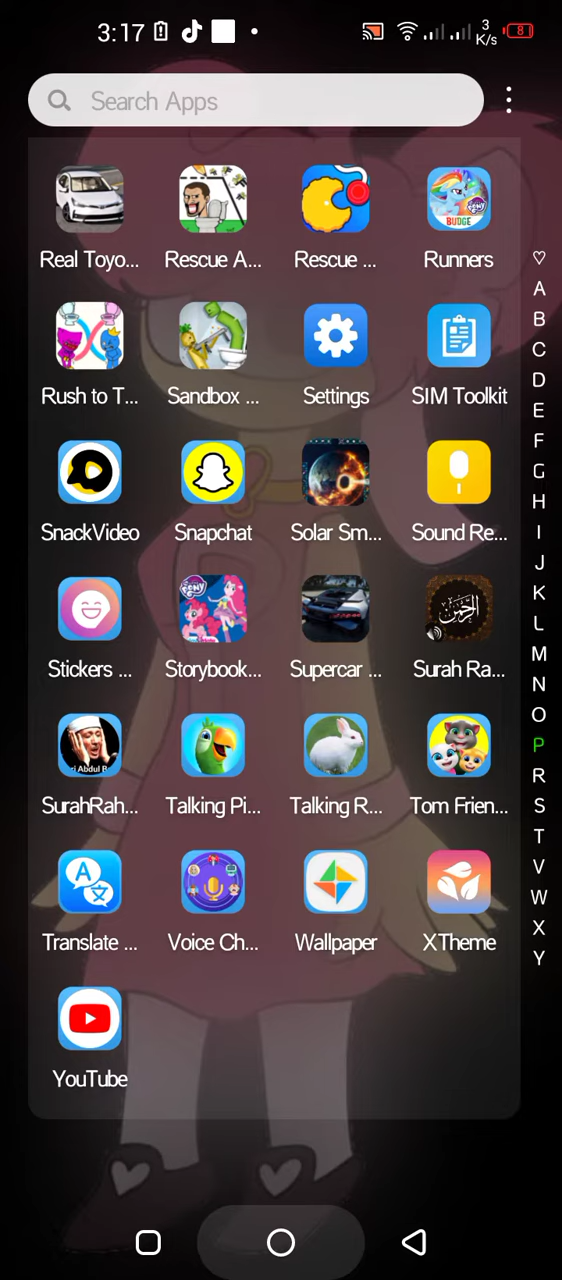 3:17
3
K/s
8
Search Apps
Real Toyo... Rescue A... Rescue ... Runners
BUDGE
Rush to T... Sandbox ... Settings SIM Toolkit
SnackVideo Snapchat Solar Sm... Sound Re...
Stickers ... Storybook... Supercar ... Surah Ra...
الرحمن
SurahRah... Talking Pi... Talking R... Tom Frien...
Translate ... Voice Ch... Wallpaper XTheme
YouTube
A
B
C
D
E
F
G
H
I
J
K
L
M
N
O
P
R
S
T
V
W
X
Y